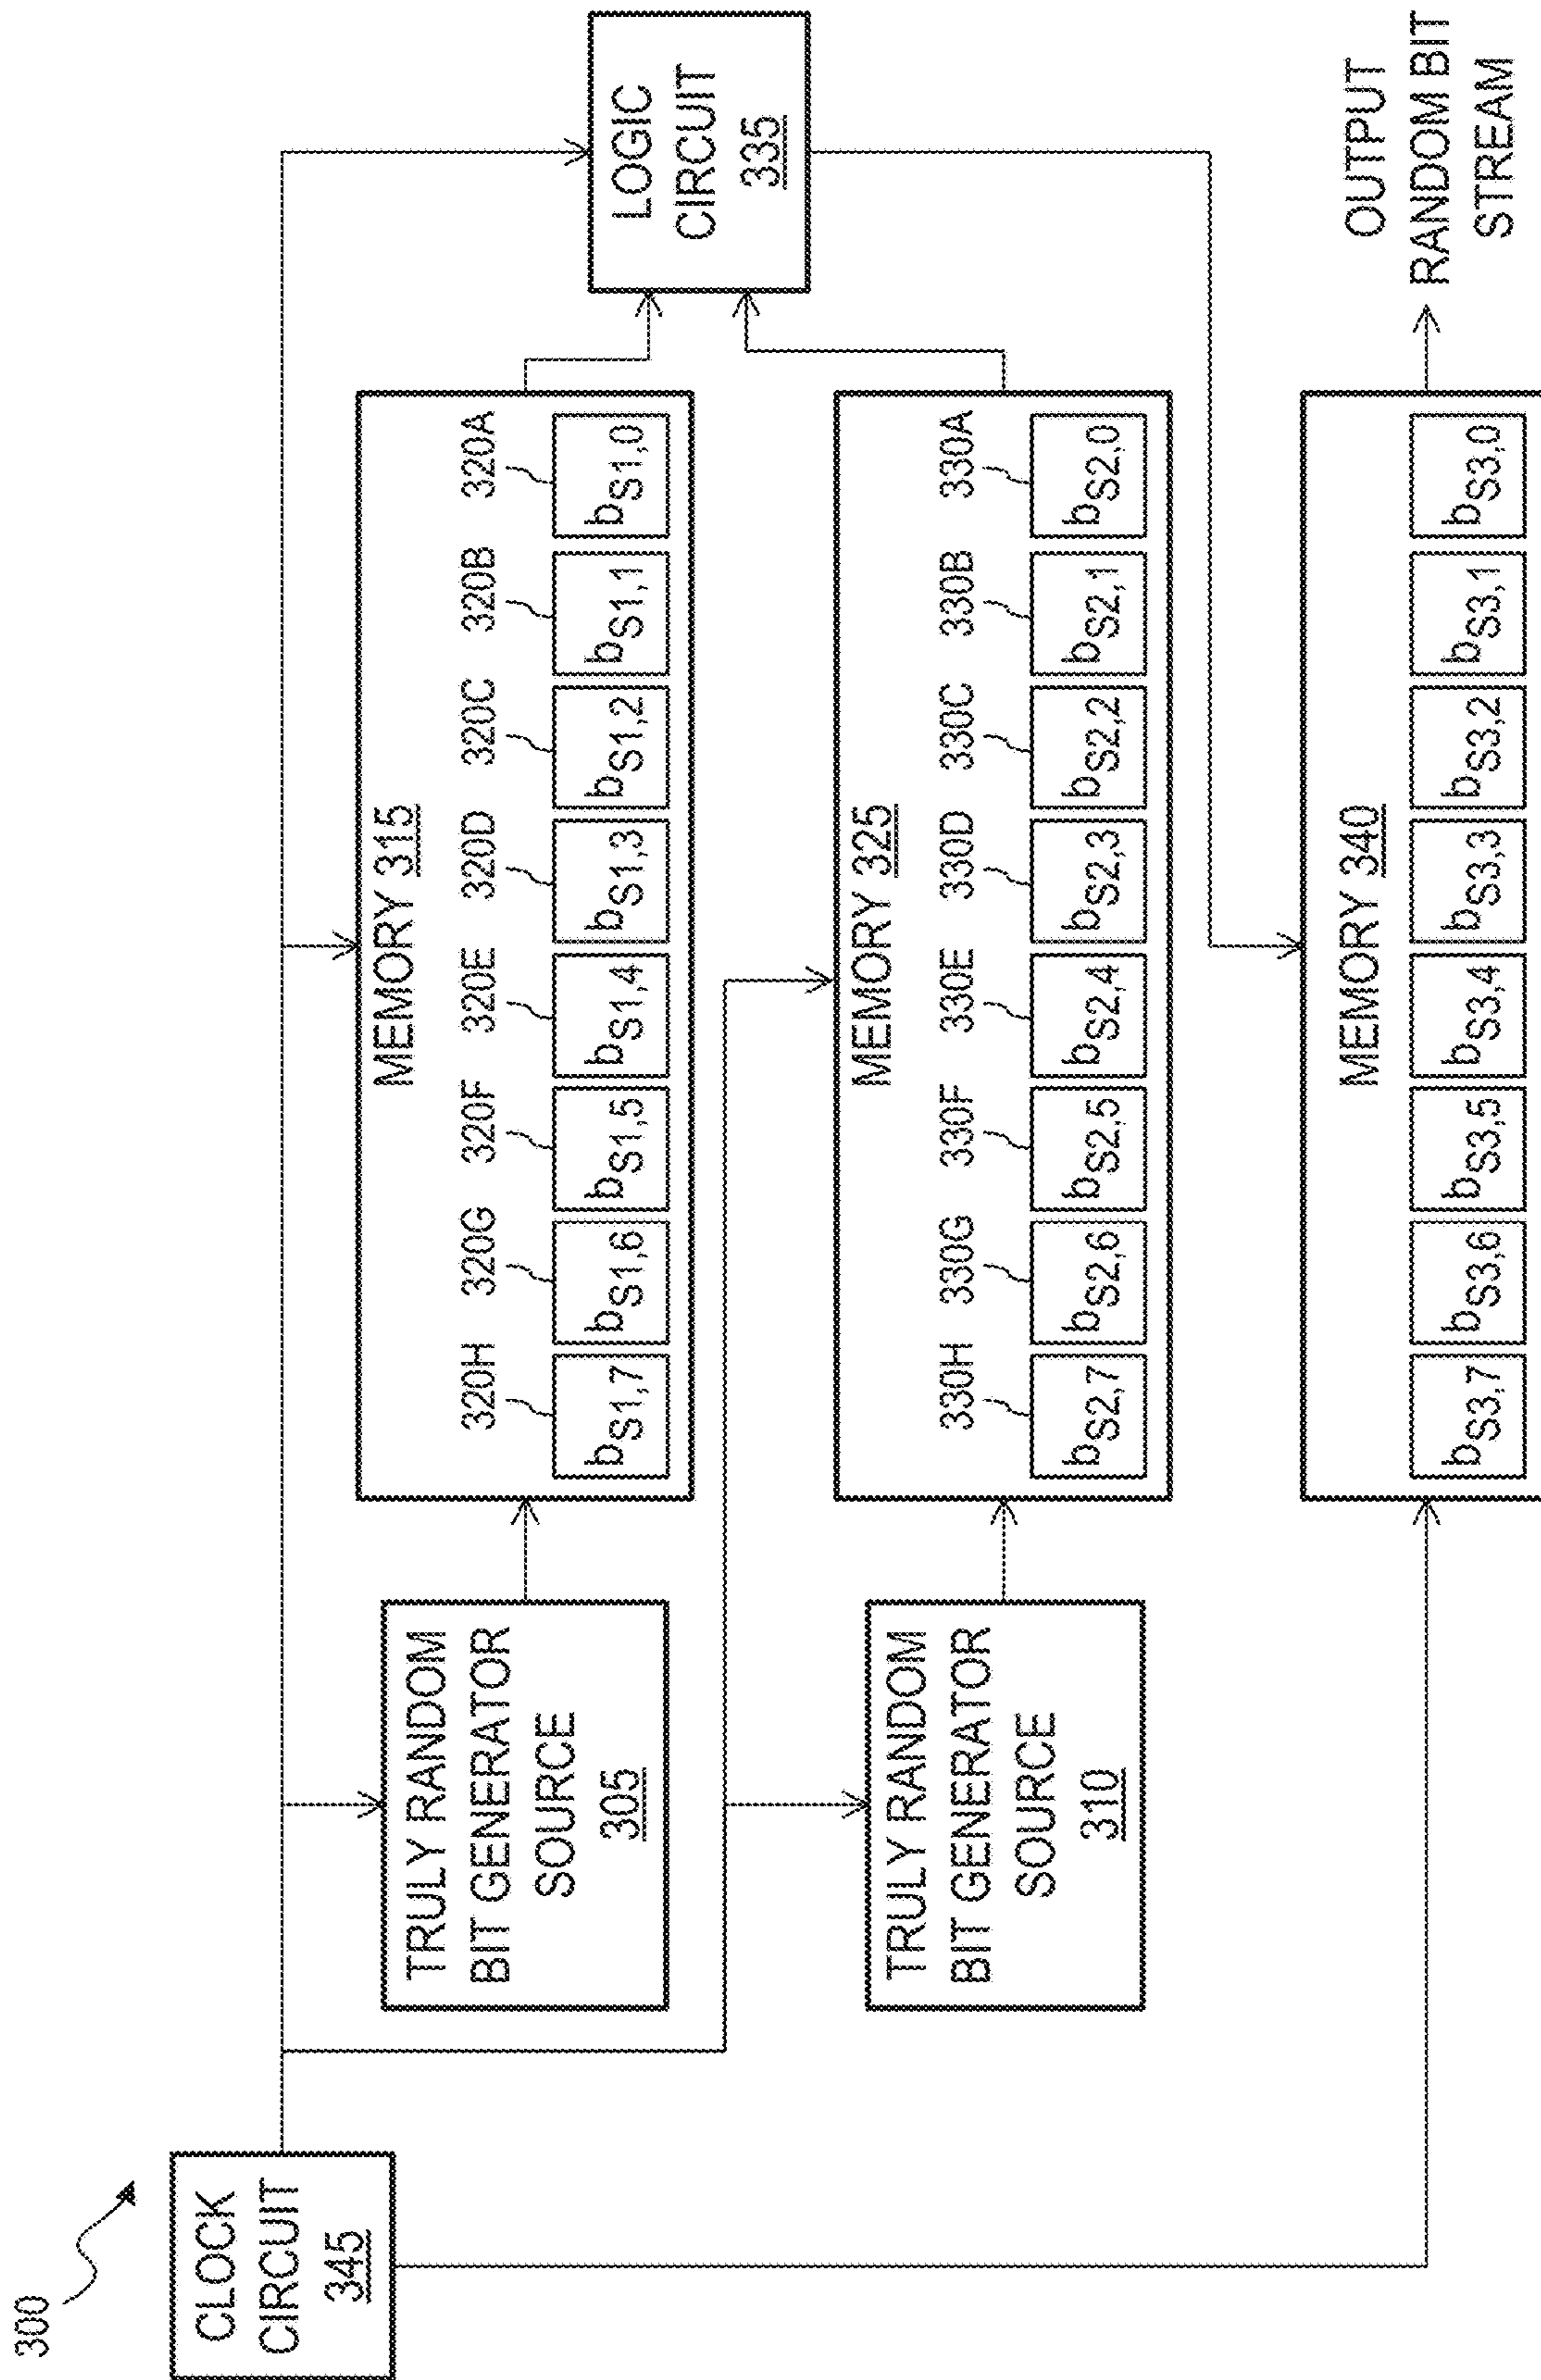 300
CLOCK
CIRCUIT
345
TRULY RANDOM
BIT GENERATOR
SOURCE
305
MEMORY 315
320H 320G 320F 320E 320D 320C 320B 320A
bS1,7 bS1,6 bS1,5 bS1,4 bS1,3 bS1,2 bS1,1 bS1,0
LOGIC
CIRCUIT
335
TRULY RANDOM
BIT GENERATOR
SOURCE
310
MEMORY 325
330H 330G 330F 330E 330D 330C 330B 330A
bS2,7 bS2,6 bS2,5 bS2,4 bS2,3 bS2,2 bS2,1 bS2,0
MEMORY 340
bS3,7 bS3,6 bS3,5 bS3,4 bS3,3 bS3,2 bS3,1 bS3,0
OUTPUT
RANDOM BIT
STREAM